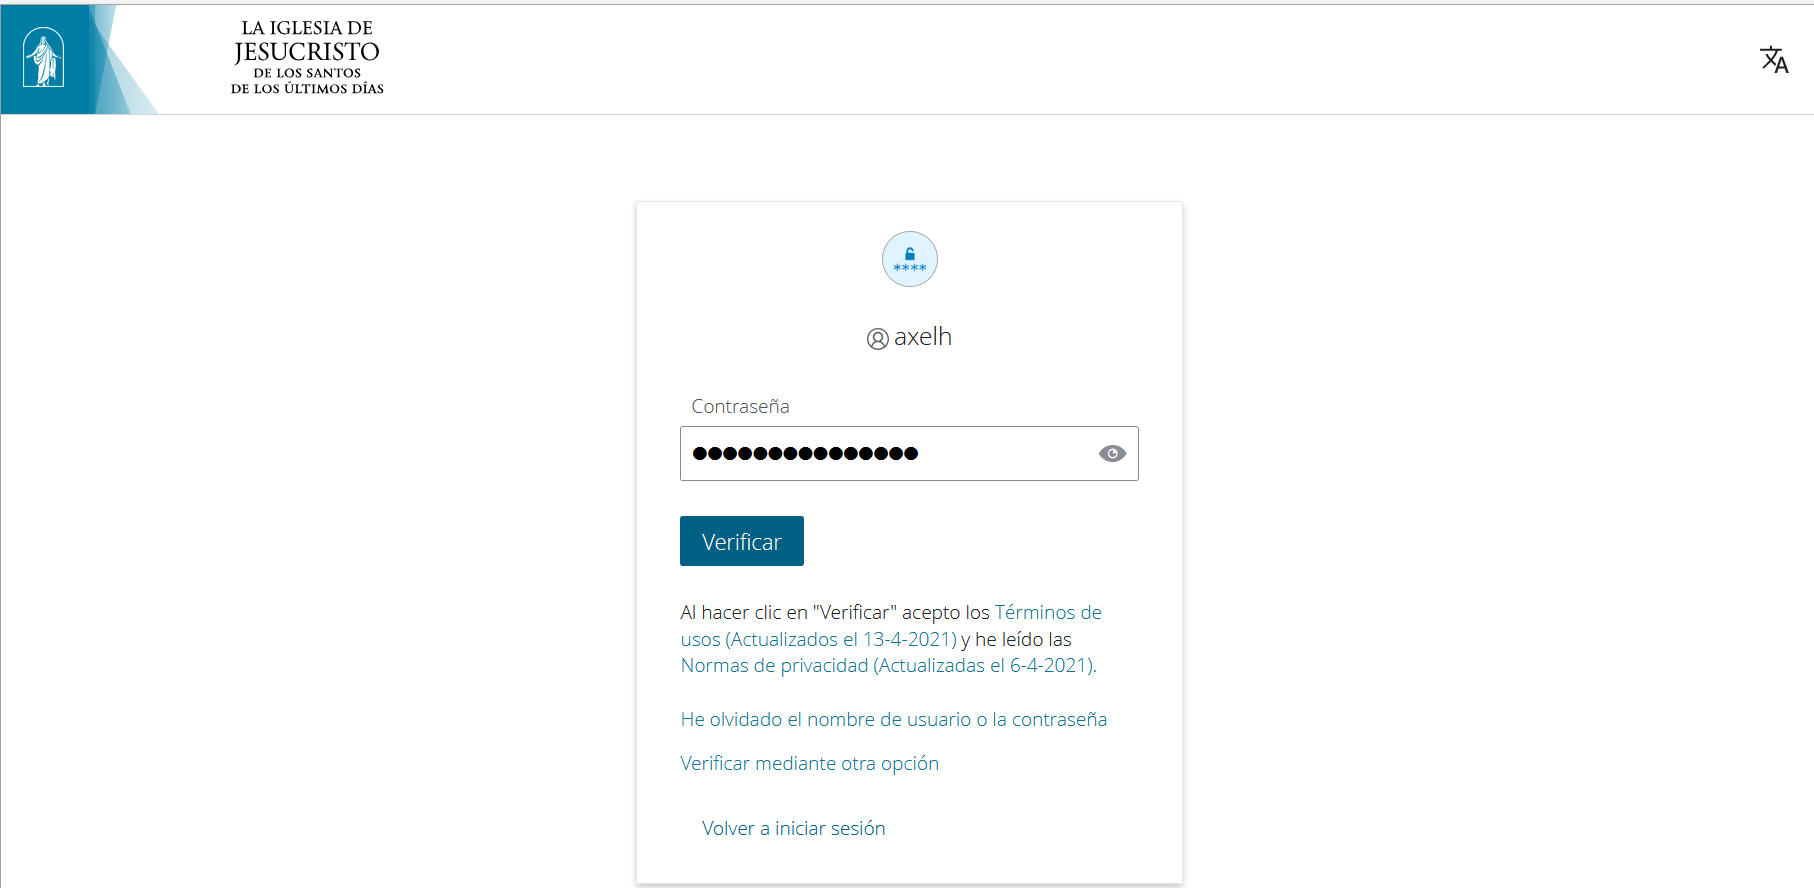 LA IGLESIA DE
JESUCRISTO
DE LOS SANTOS
DE LOS ÚLTIMOS DÍAS
****
axelh
Contraseña
●●●●●●●●●●●●●●●
Verificar
Al hacer clic en "Verificar" acepto los Términos de
usos (Actualizados el 13-4-2021) y he leído las
Normas de privacidad (Actualizadas el 6-4-2021).
He olvidado el nombre de usuario o la contraseña
Verificar mediante otra opción
Volver a iniciar sesión